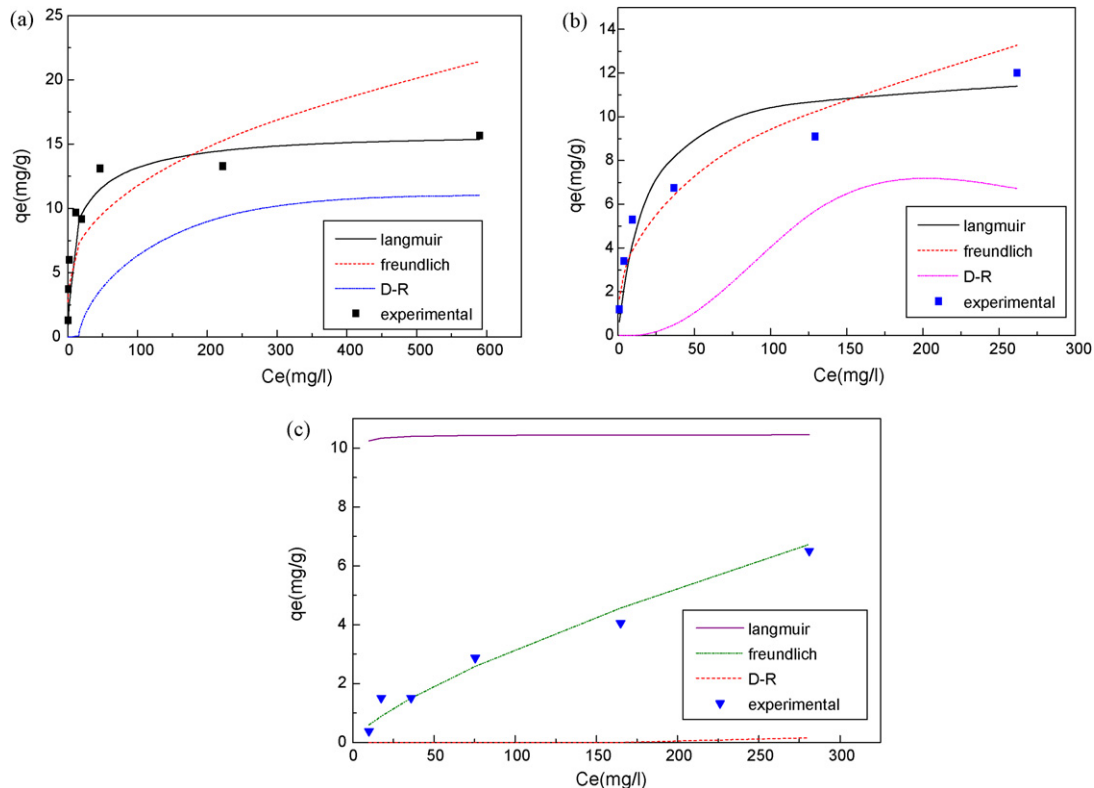 (a)
25
20
15
10
5
0
qe(mg/g)
0 100 200 300 400 500 600
Ce(mg/l)
langmuir
freundlich
D-R
experimental
(b)
14
12
10
8
6
4
2
0
qe(mg/g)
0 50 100 150 200 250 300
Ce(mg/l)
langmuir
freundlich
D-R
experimental
(c)
10
8
6
4
2
0
qe(mg/g)
0 50 100 150 200 250 300
Ce(mg/l)
langmuir
freundlich
D-R
experimental